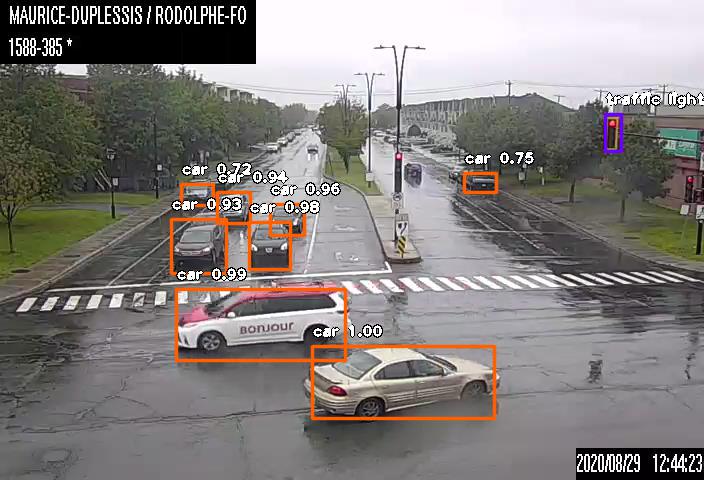 MAURICE-DUPLESSIS / RODOLPHE-FO
1588-385 *
traffic light
car 0.75
car 0.72
car 0.94
car 0.96
car 0.93
car 0.98
car 0.99
BONJOUR
car 1.00
2020/08/29 12:44:23